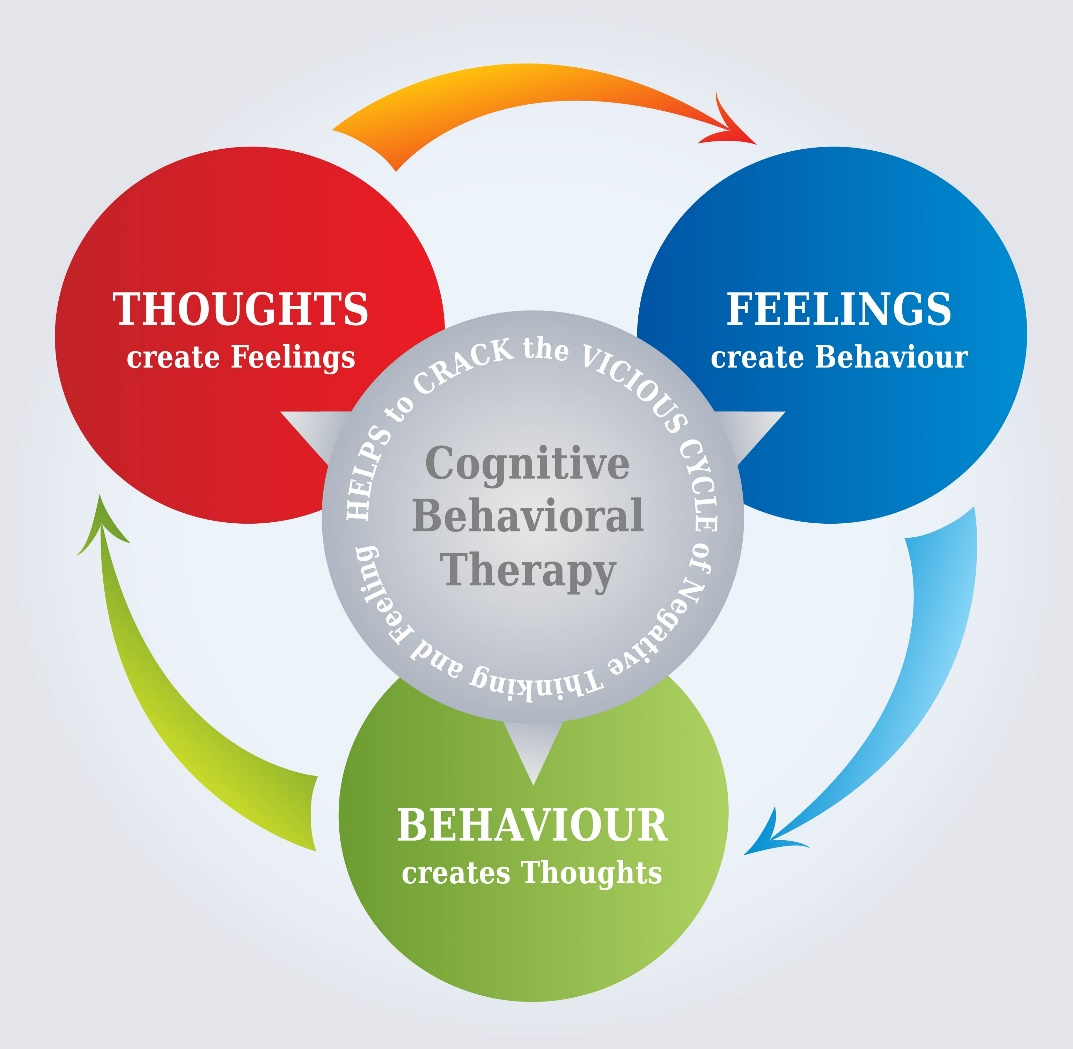 THOUGHTS
create Feelings
FEELINGS
create Behaviour
HELPS to CRACK the VICIOUS CYCLE of Negative Thinking and Feeling
Cognitive
Behavioral
Therapy
BEHAVIOUR
creates Thoughts